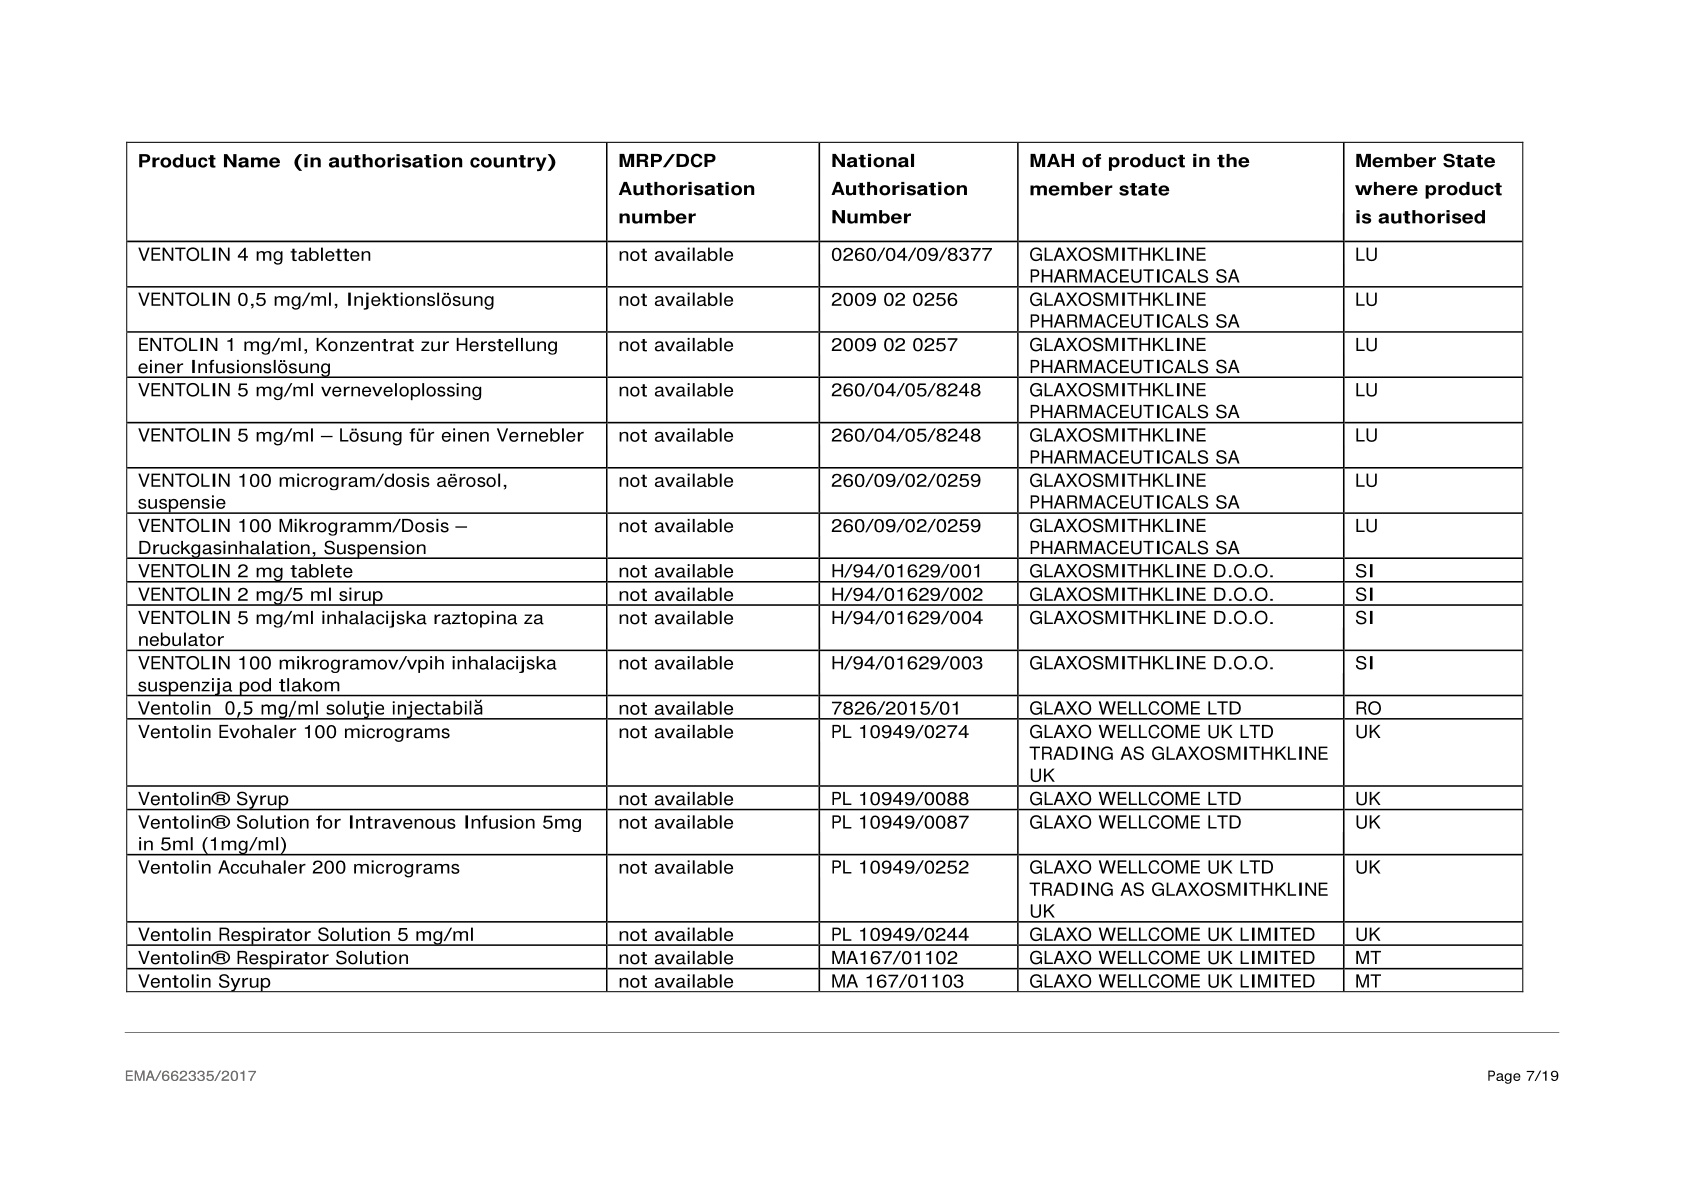 Product Name  (in authorisation country) MRP/DCP National MAH of product in the Member State
Authorisation Authorisation member state where product
number Number is authorised
VENTOLIN 4 mg tabletten not available 0260/04/09/8377 GLAXOSMITHKLINE LU
PHARMACEUTICALS SA
VENTOLIN 0,5 mg/ml, Injektionslösung not available 2009 02 0256 GLAXOSMITHKLINE LU
PHARMACEUTICALS SA
ENTOLIN 1 mg/ml, Konzentrat zur Herstellung not available 2009 02 0257 GLAXOSMITHKLINE LU
einer Infusionslösung PHARMACEUTICALS SA
VENTOLIN 5 mg/ml verneveloplossing not available 260/04/05/8248 GLAXOSMITHKLINE LU
PHARMACEUTICALS SA
VENTOLIN 5 mg/ml – Lösung für einen Vernebler not available 260/04/05/8248 GLAXOSMITHKLINE LU
PHARMACEUTICALS SA
VENTOLIN 100 microgram/dosis aërosol, not available 260/09/02/0259 GLAXOSMITHKLINE LU
suspensie PHARMACEUTICALS SA
VENTOLIN 100 Mikrogramm/Dosis – not available 260/09/02/0259 GLAXOSMITHKLINE LU
Druckgasinhalation, Suspension PHARMACEUTICALS SA
VENTOLIN 2 mg tablete not available H/94/01629/001 GLAXOSMITHKLINE D.O.O. SI
VENTOLIN 2 mg/5 ml sirup not available H/94/01629/002 GLAXOSMITHKLINE D.O.O. SI
VENTOLIN 5 mg/ml inhalacijska raztopina za not available H/94/01629/004 GLAXOSMITHKLINE D.O.O. SI
nebulator
VENTOLIN 100 mikrogramov/vpih inhalacijska not available H/94/01629/003 GLAXOSMITHKLINE D.O.O. SI
suspenzija pod tlakom
Ventolin  0,5 mg/ml soluţie injectabilă not available 7826/2015/01 GLAXO WELLCOME LTD RO
Ventolin Evohaler 100 micrograms not available PL 10949/0274 GLAXO WELLCOME UK LTD UK
TRADING AS GLAXOSMITHKLINE
UK
Ventolin® Syrup not available PL 10949/0088 GLAXO WELLCOME LTD UK
Ventolin® Solution for Intravenous Infusion 5mg not available PL 10949/0087 GLAXO WELLCOME LTD UK
in 5ml (1mg/ml)
Ventolin Accuhaler 200 micrograms not available PL 10949/0252 GLAXO WELLCOME UK LTD UK
TRADING AS GLAXOSMITHKLINE
UK
Ventolin Respirator Solution 5 mg/ml not available PL 10949/0244 GLAXO WELLCOME UK LIMITED UK
Ventolin® Respirator Solution not available MA167/01102 GLAXO WELLCOME UK LIMITED MT
Ventolin Syrup not available MA 167/01103 GLAXO WELLCOME UK LIMITED MT
EMA/662335/2017 Page 7/19